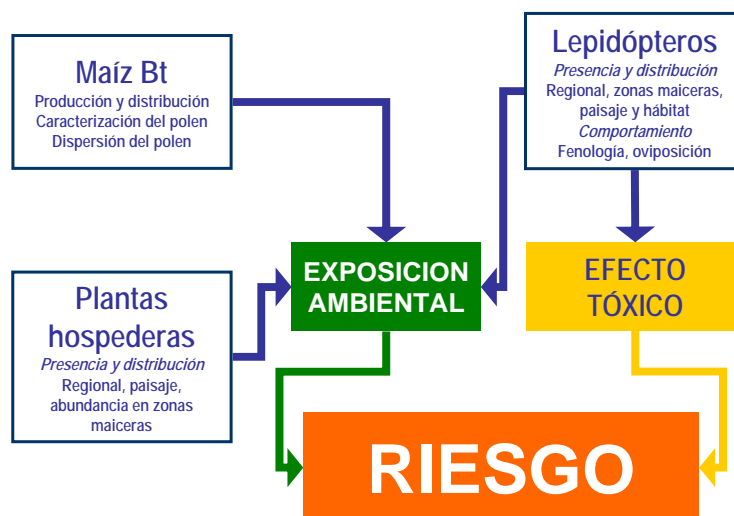 Maíz Bt
Producción y distribución
Caracterización del polen
Dispersión del polen
Lepidópteros
Presencia y distribución
Regional, zonas maiceras,
paisaje y hábitat
Comportamiento
Fenología, oviposición
Plantas
hospederas
Presencia y distribución
Regional, paisaje,
abundancia en zonas
maiceras
EXPOSICION
AMBIENTAL
EFECTO
TÓXICO
RIESGO